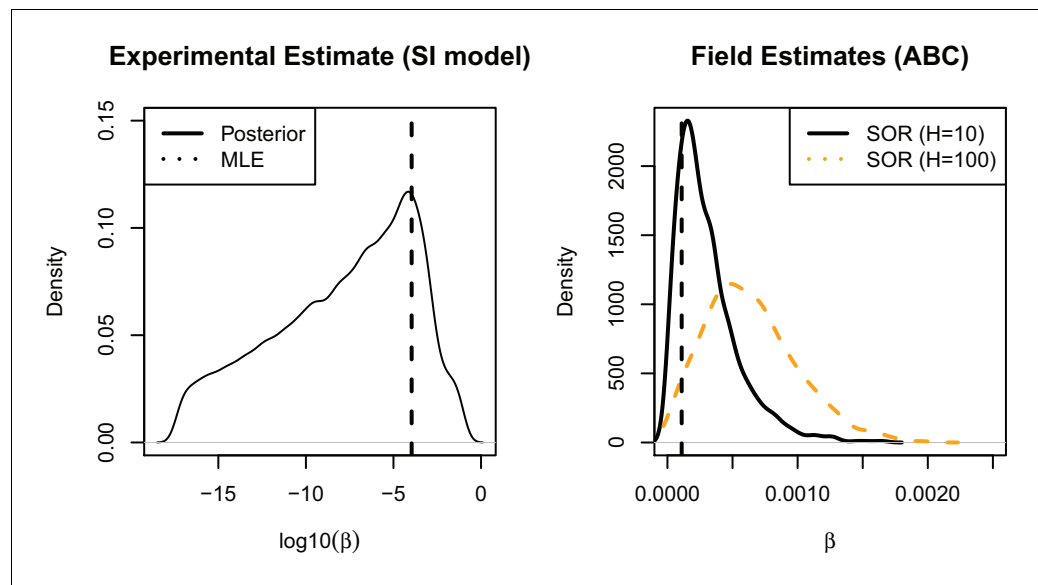 Experimental Estimate (SI model)
Posterior
MLE
Density
0.00
0.05
0.10
0.15
−15
−10
−5
0
log10(β)
Field Estimates (ABC)
SOR (H=10)
SOR (H=100)
Density
0
500
1000
1500
2000
0.0000
0.0010
0.0020
β